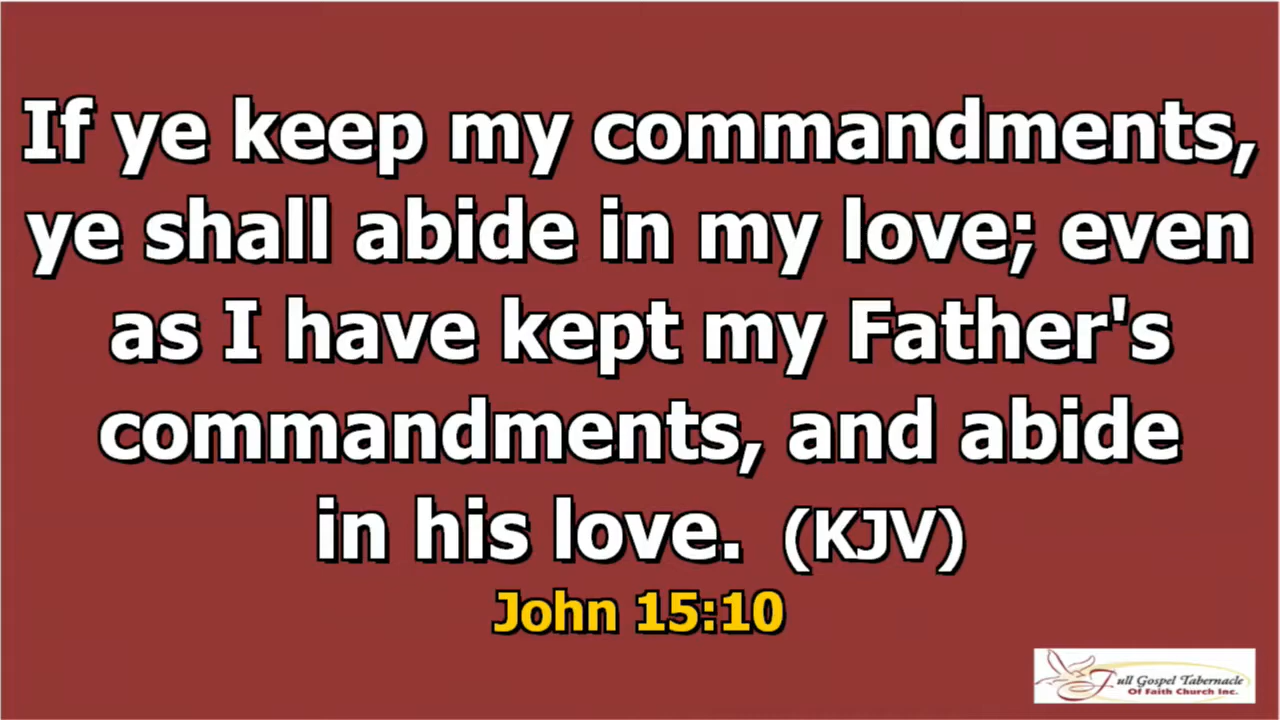 If ye keep my commandments,
ye shall abide in my love; even
as I have kept my Father's
commandments, and abide
in his love.  (KJV)
John 15:10
Full Gospel Tabernacle
Of Faith Church Inc.